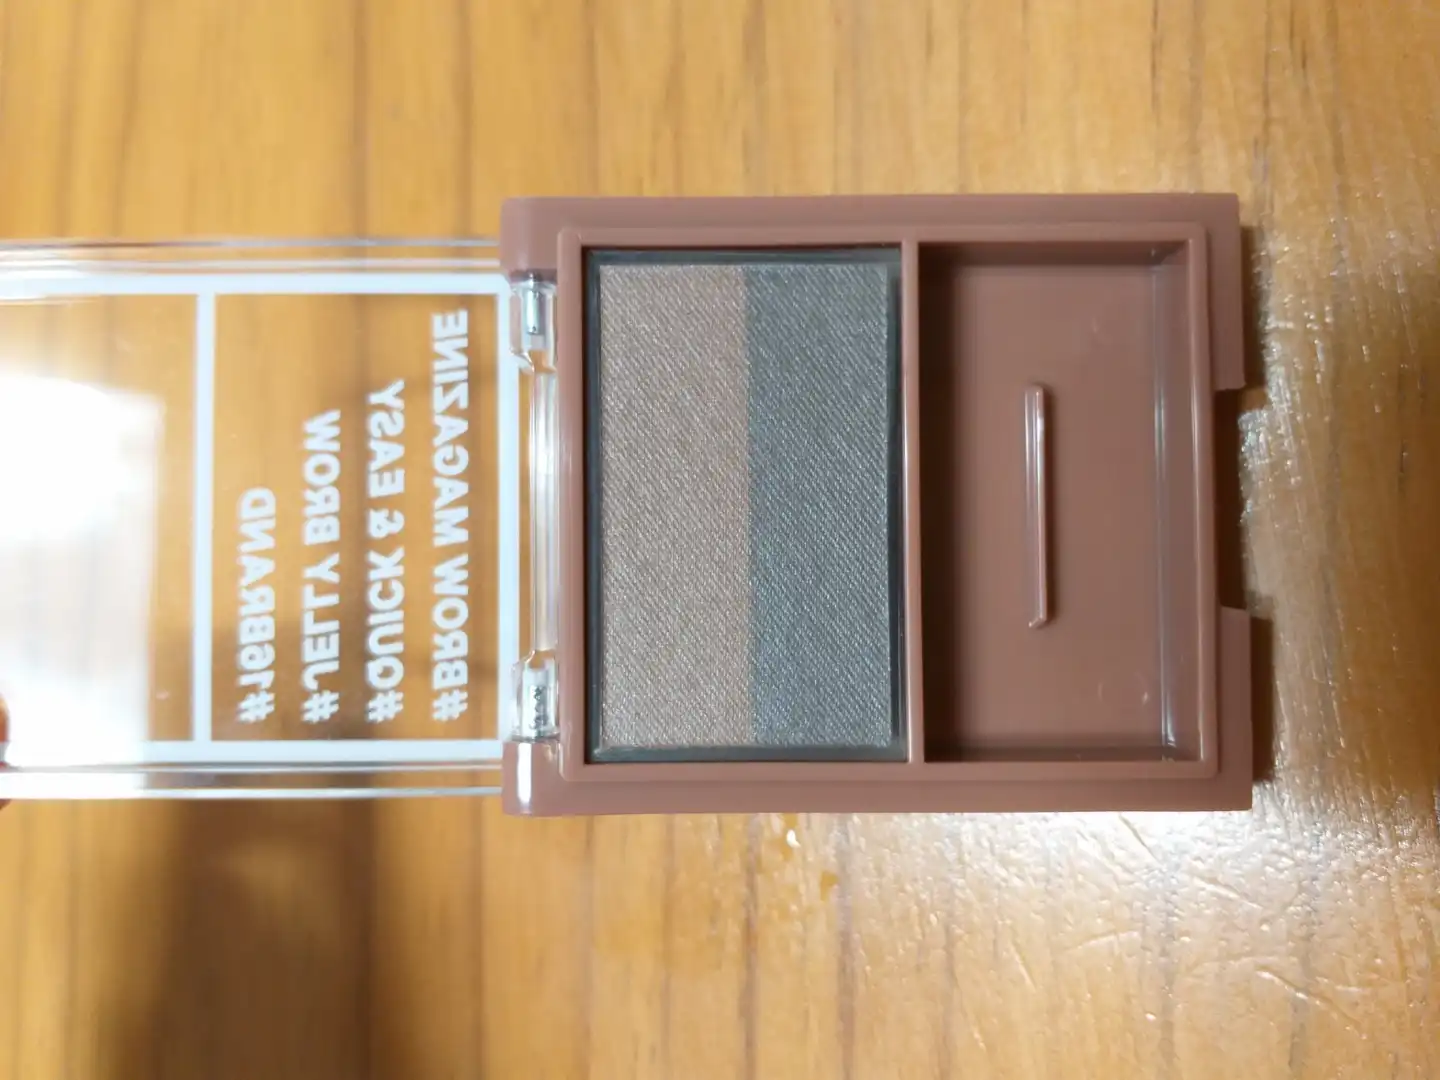 #BROW MAGAZINE
#QUICK & EASY
#JELLY BROW
#16BRAND